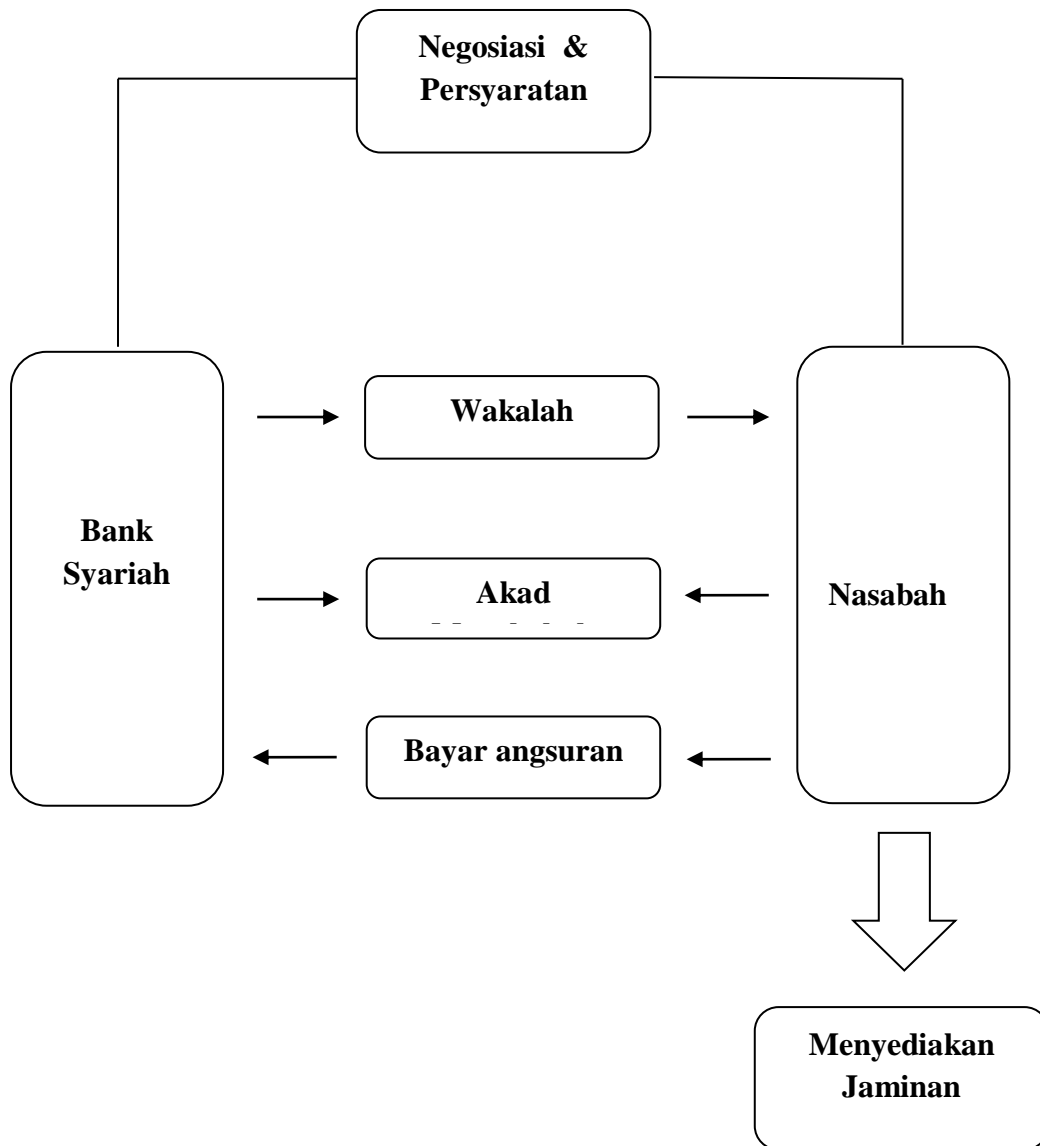 Negosiasi &
Persyaratan
Wakalah
Bank
Syariah
Akad
Nasabah
Bayar angsuran
Menyediakan
Jaminan